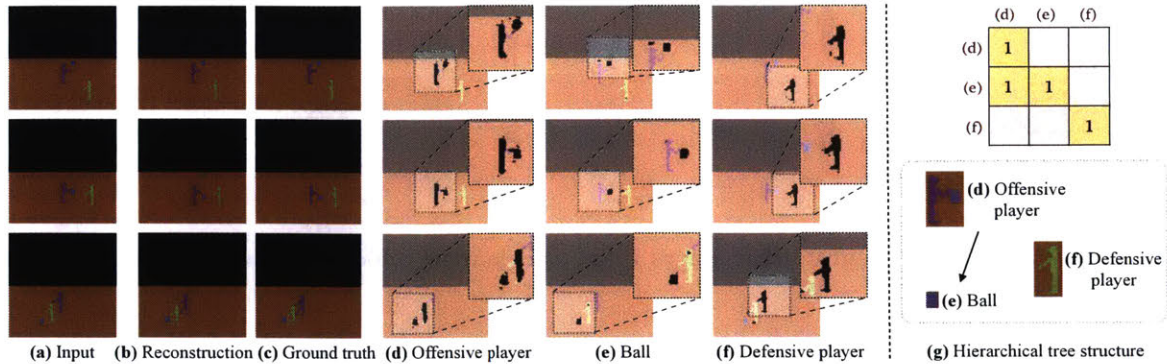 (d) (e) (f)
(d) 1
(e) 1 1
(f) 1
(d) Offensive
player
(f) Defensive
player
(e) Ball
(a) Input (b) Reconstruction (c) Ground truth (d) Offensive player (e) Ball (f) Defensive player (g) Hierarchical tree structure